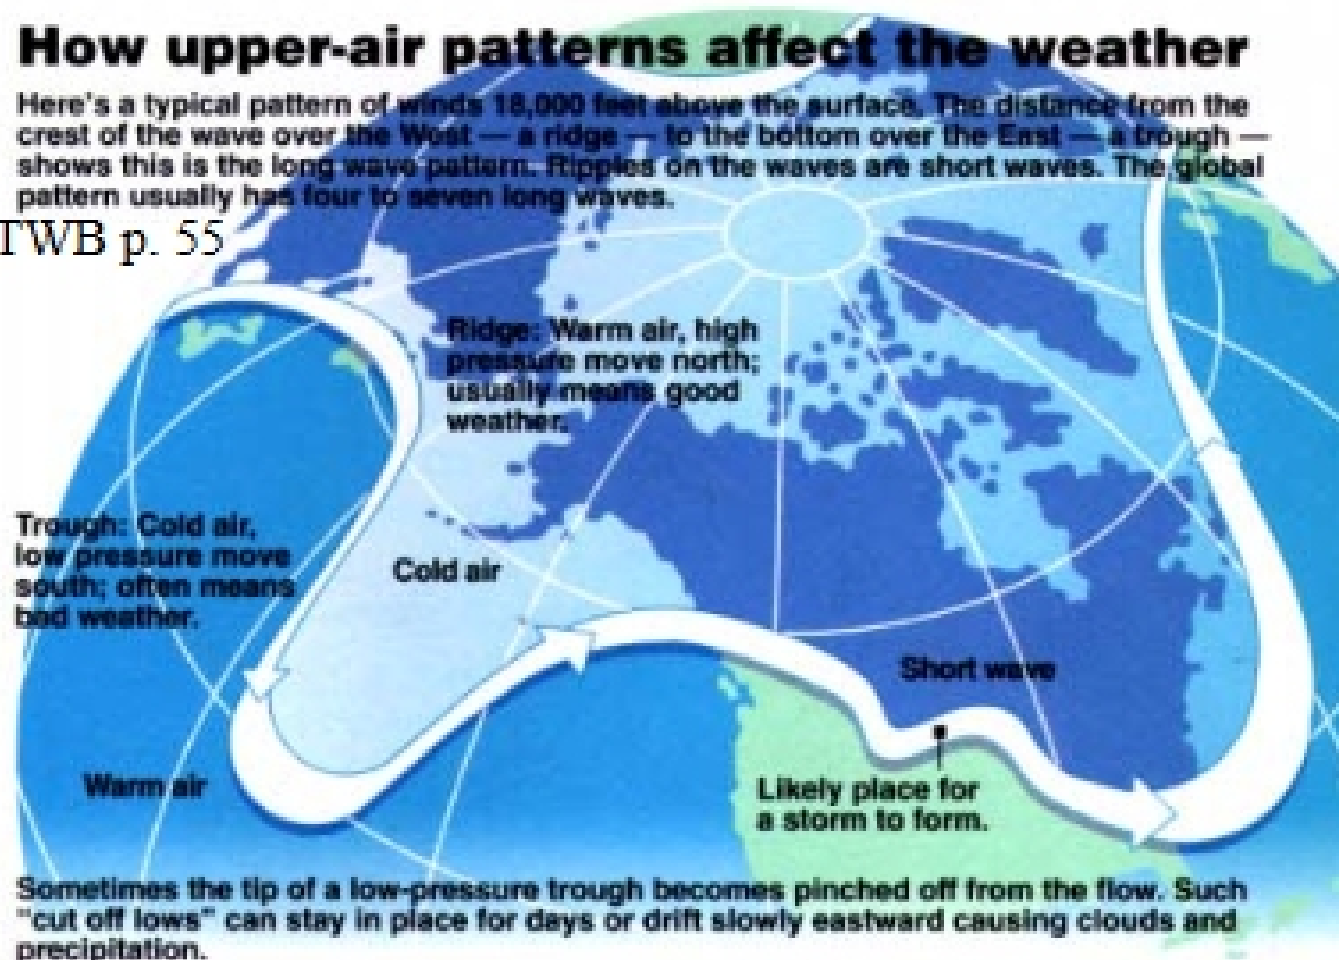 How upper-air patterns affect the weather
Here's a typical pattern of winds 18,000 feet above the surface. The distance from the
crest of the wave over the West — a ridge — to the bottom over the East — a trough —
shows this is the long wave pattern. Ripples on the waves are short waves. The global
pattern usually has four to seven long waves.
TWB p. 55
Ridge: Warm air, high
pressure move north;
usually means good
weather.
Trough: Cold air,
low pressure move
south; often means
bad weather.
Cold air
Short wave
Warm air
Likely place for
a storm to form.
Sometimes the tip of a low-pressure trough becomes pinched off from the flow. Such
"cut off lows" can stay in place for days or drift slowly eastward causing clouds and
precipitation.